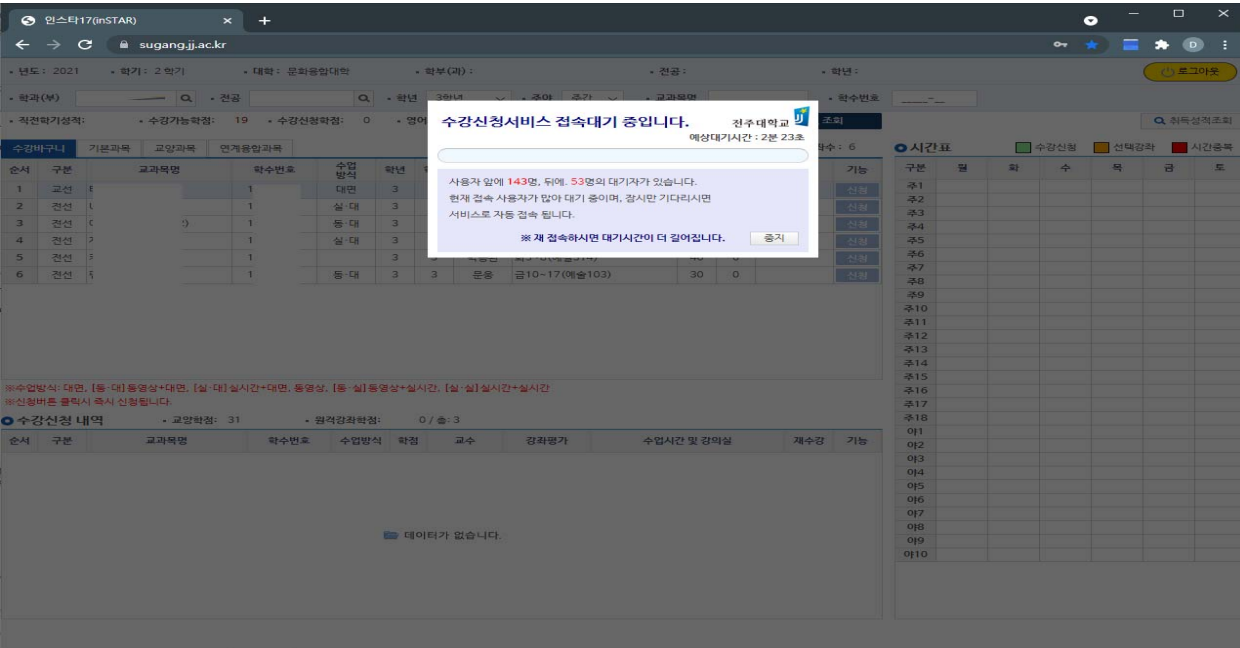 인스타17(inSTAR)
sugang.jj.ac.kr
D
년도: 2021 학기: 2학기 대학: 문화융합대학 학부(과): 전공: 학년: 로그아웃
학과(부) 전공 학년 3학년 주야 주간 교과목명 학수번호
직전학기성적: 수강가능학점: 19 수강신청학점: 0 조회 취득성적조회
수강신청서비스 접속대기 중입니다. 전주대학교
예상대기시간 : 2분 23초
사용자 앞에 143명, 뒤에. 53명의 대기자가 있습니다.
현재 접속 사용자가 많아 대기 중이며, 잠시만 기다리시면
서비스로 자동 접속 됩니다.
※ 재 접속하시면 대기시간이 더 길어집니다. 중지
수강바구니 기본과목 교양과목 연계융합과목 : 6
순서 구분 교과목명 학수번호 수업방식 학년 기능
1 교선 1 대면 3 신청
2 전선 1 실·대 3 신청
3 전선 1 동·대 3 신청
4 전선 1 실·대 3 신청
5 전선 1 3 신청
6 전선 1 동·대 3 3 문융 금10~17(예술103) 30 0 신청
※수업방식: 대면, [동·대]동영상+대면, [실·대]실시간+대면, 동영상, [동·실]동영상+실시간, [실·실]실시간+실시간
※신청버튼 클릭시 즉시 신청됩니다.
수강신청 내역 교양학점: 31 원격강좌학점: 0 / 총: 3
순서 구분 교과목명 학수번호 수업방식 학점 교수 강좌평가 수업시간 및 강의실 재수강 기능
데이터가 없습니다.
시간표 수강신청 선택강좌 시간중복
구분 월 화 수 목 금 토
주1
주2
주3
주4
주5
주6
주7
주8
주9
주10
주11
주12
주13
주14
주15
주16
주17
주18
야1
야2
야3
야4
야5
야6
야7
야8
야9
야10